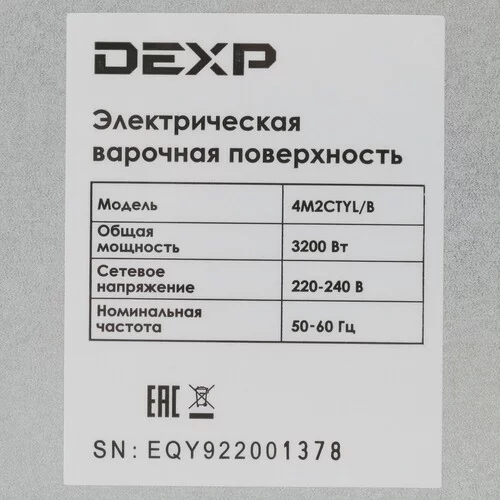 DEXP
Электрическая
варочная поверхность
Модель 4M2CTYL/B
Общая
мощность 3200 Вт
Сетевое
напряжение 220-240 В
Номинальная
частота 50-60 Гц
EAC
SN: EQY922001378